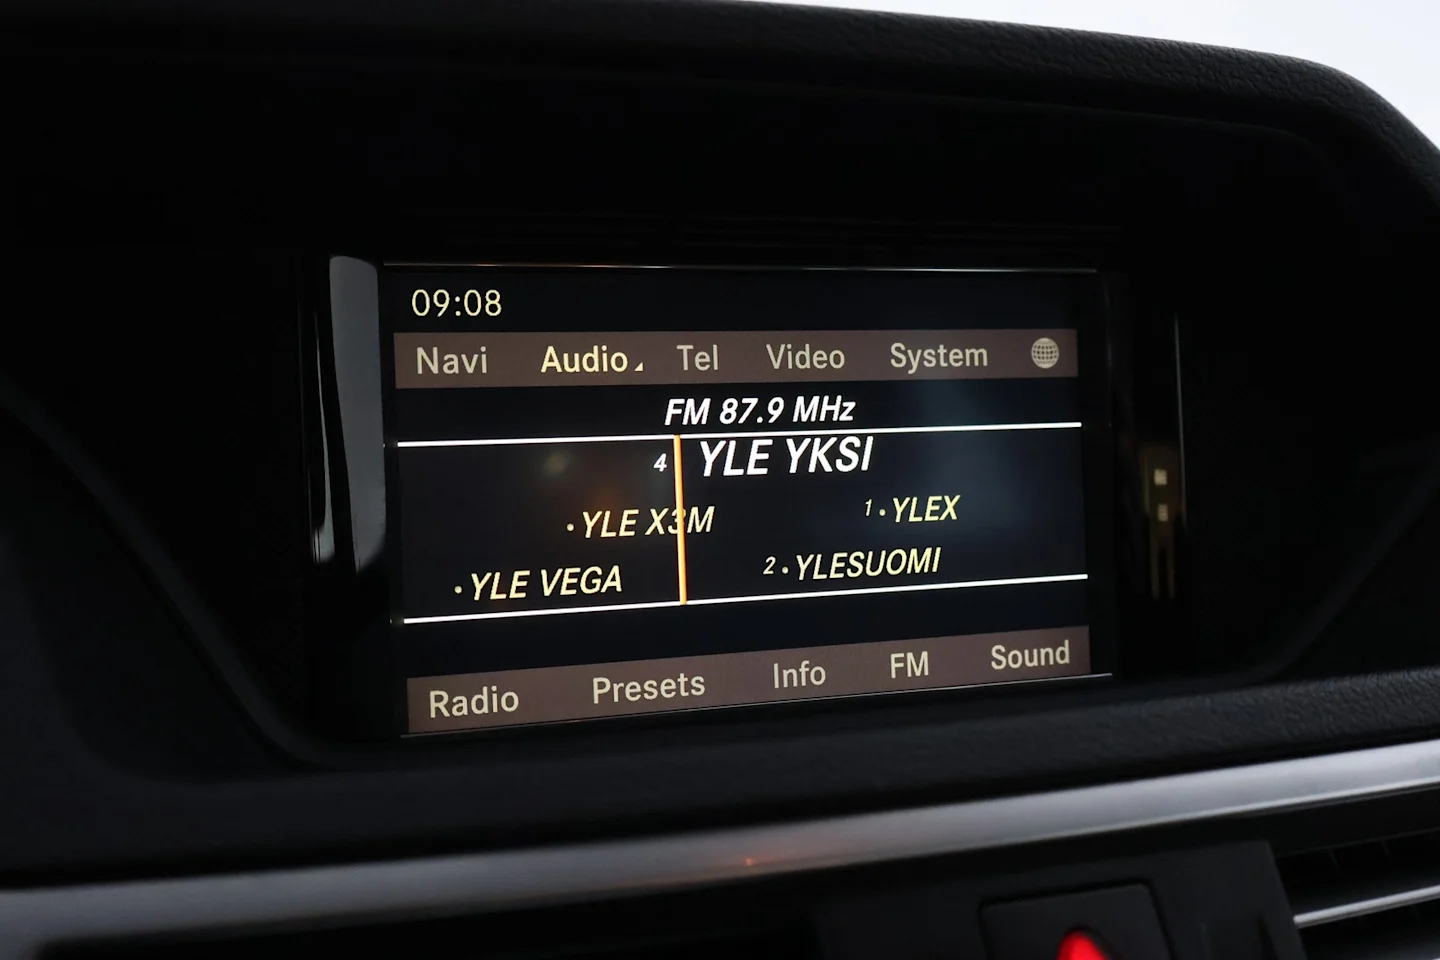 09:08
Navi Audio Tel Video System
FM 87.9 MHz
4 YLE YKSI
• YLE X3M 1 • YLEX
• YLE VEGA 2 • YLESUOMI
Radio Presets Info FM Sound